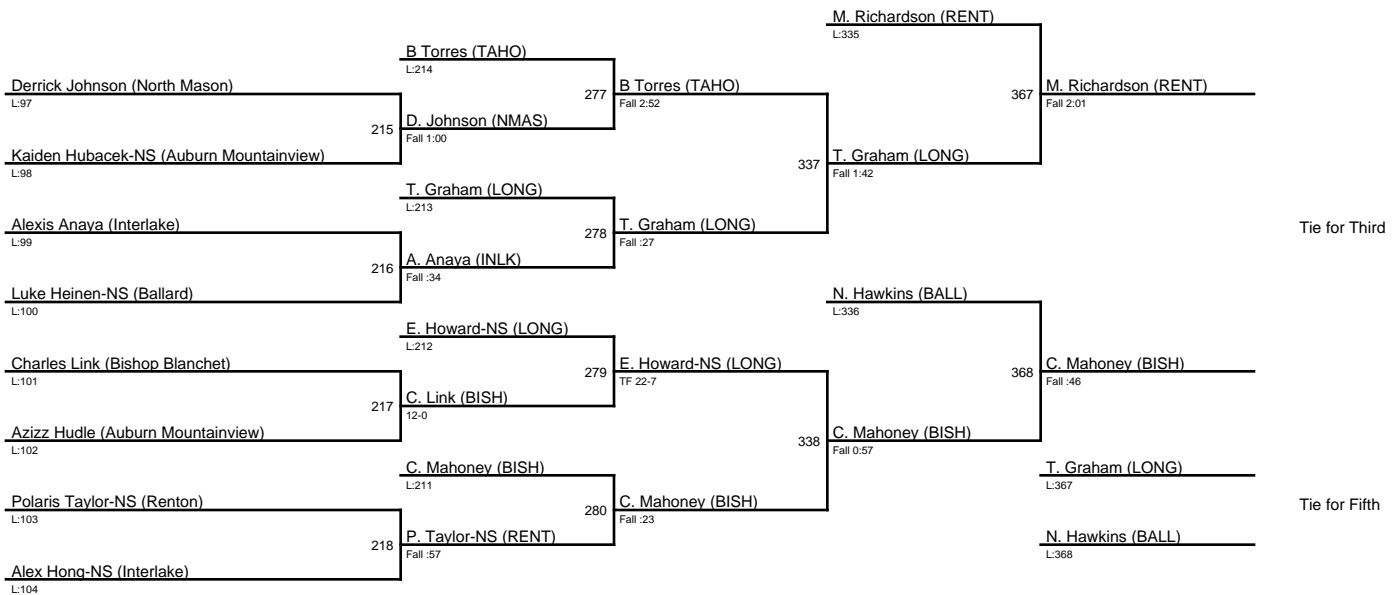 M. Richardson (RENT)
L:335
B Torres (TAHO)
L:214
Derrick Johnson (North Mason)
L:97
277
B Torres (TAHO)
Fall 2:52
367
M. Richardson (RENT)
Fall 2:01
215
D. Johnson (NMAS)
Fall 1:00
Kaiden Hubacek-NS (Auburn Mountainview)
L:98
337
T. Graham (LONG)
Fall 1:42
T. Graham (LONG)
L:213
Alexis Anaya (Interlake)
L:99
278
T. Graham (LONG)
Fall :27
Tie for Third
216
A. Anaya (INLK)
Fall :34
Luke Heinen-NS (Ballard)
L:100
N. Hawkins (BALL)
L:336
E. Howard-NS (LONG)
L:212
Charles Link (Bishop Blanchet)
L:101
279
E. Howard-NS (LONG)
TF 22-7
368
C. Mahoney (BISH)
Fall :46
217
C. Link (BISH)
12-0
Azizz Hudle (Auburn Mountainview)
L:102
338
C. Mahoney (BISH)
Fall 0:57
C. Mahoney (BISH)
L:211
T. Graham (LONG)
L:367
Polaris Taylor-NS (Renton)
L:103
280
C. Mahoney (BISH)
Fall :23
Tie for Fifth
218
P. Taylor-NS (RENT)
Fall :57
N. Hawkins (BALL)
L:368
Alex Hong-NS (Interlake)
L:104